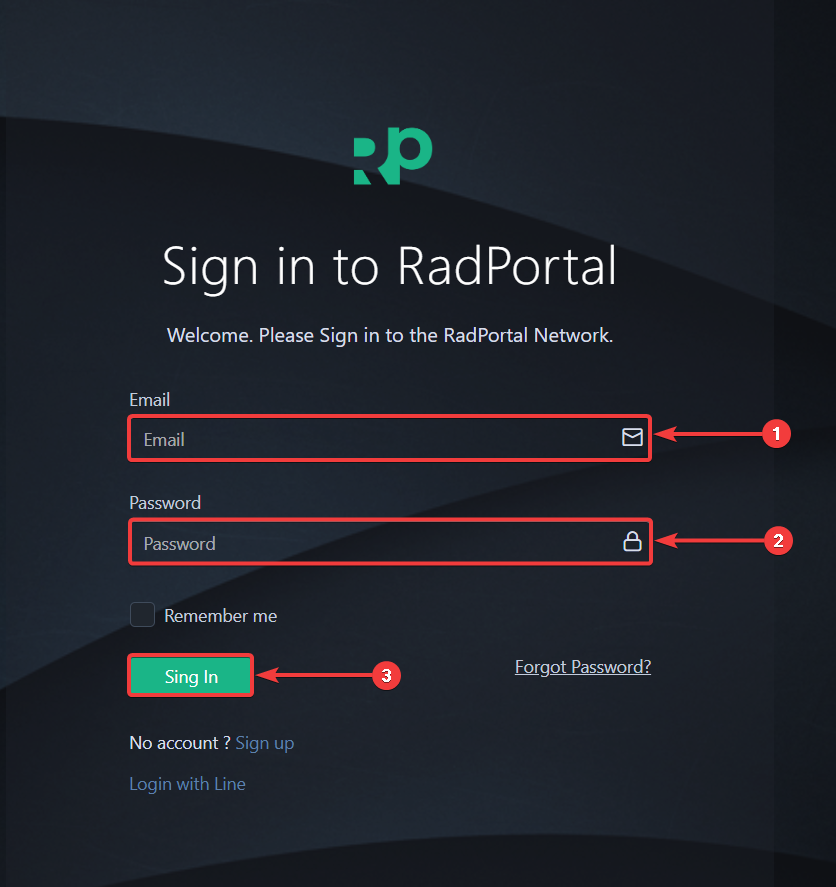 Rp
Sign in to RadPortal
Welcome. Please Sign in to the RadPortal Network.
Email
Email
1
Password
Password
2
Remember me
Sing In
3
Forgot Password?
No account ? Sign up
Login with Line